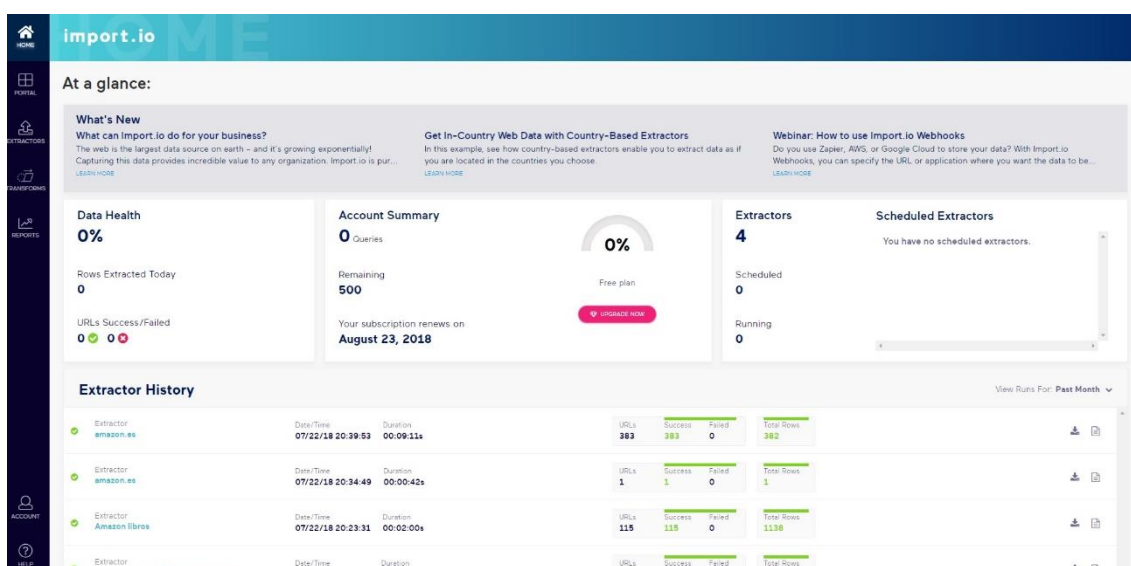 HOME
import.io
HOME
PORTAL
EXTRACTORS
TRANSFORMS
REPORTS
ACCOUNT
HELP
At a glance:
What's New
What can Import.io do for your business?
The web is the largest data source on earth – and it's growing exponentially!
Capturing this data provides incredible value to any organization. Import.io is pur...
LEARN MORE
Get In-Country Web Data with Country-Based Extractors
In this example, see how country-based extractors enable you to extract data as if
you are located in the countries you choose.
LEARN MORE
Webinar: How to use Import.io Webhooks
Do you use Zapier, AWS, or Google Cloud to store your data? With Import.io
Webhooks, you can specify the URL or application where you want the data to be...
LEARN MORE
Data Health
0%
Rows Extracted Today
0
URLs Success/Failed
0 0
Account Summary
0 Queries
Remaining
500
Your subscription renews on
August 23, 2018
0%
Free plan
UPGRADE NOW
Extractors
4
Scheduled
0
Running
0
Scheduled Extractors
You have no scheduled extractors.
Extractor History
View Runs For: Past Month
Extractor Date/Time Duration URLs Success Failed Total Rows
amazon.es 07/22/18 20:39:53 00:09:11s 383 383 0 382
Extractor Date/Time Duration URLs Success Failed Total Rows
amazon.es 07/22/18 20:34:49 00:00:42s 1 1 0 1
Extractor Date/Time Duration URLs Success Failed Total Rows
Amazon libros 07/22/18 20:23:31 00:02:00s 115 115 0 1138
Extractor Date/Time Duration URLs Success Failed Total Rows